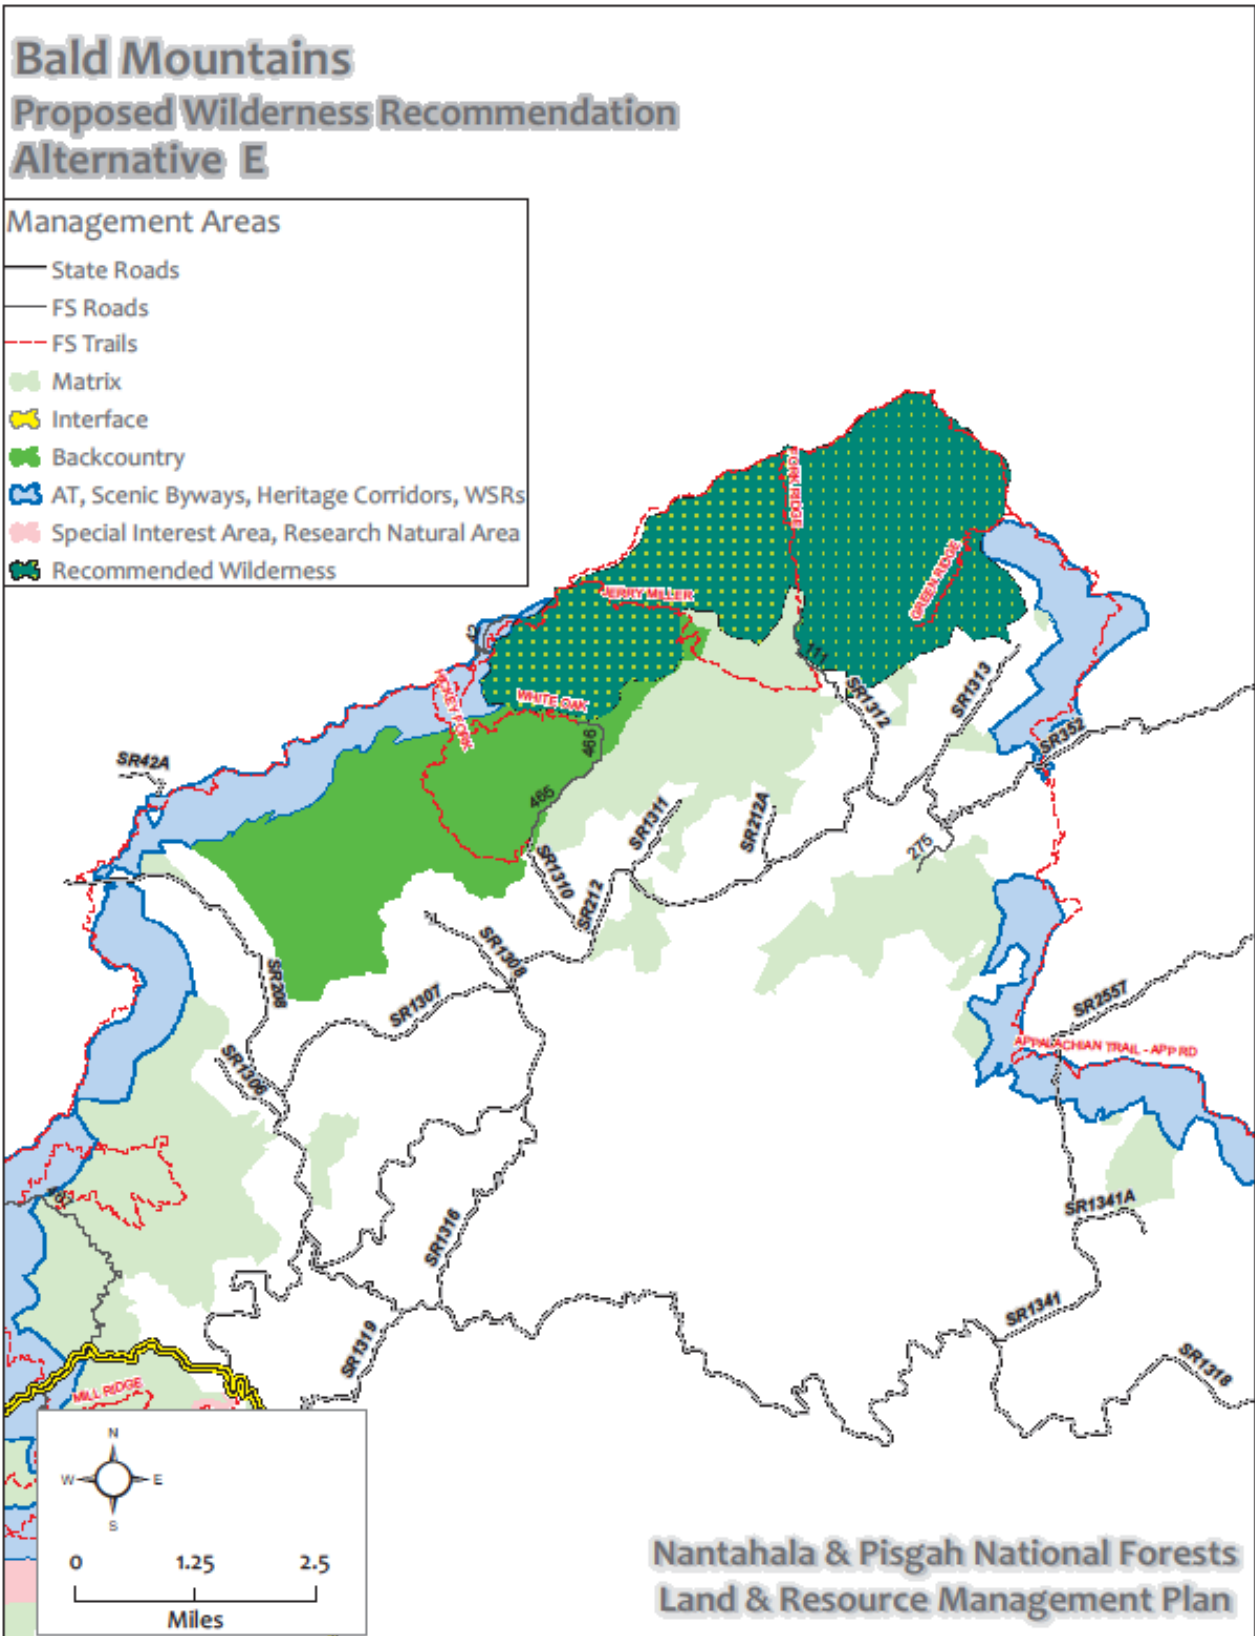 Bald Mountains
Proposed Wilderness Recommendation
Alternative E
Management Areas
State Roads
FS Roads
FS Trails
Matrix
Interface
Backcountry
AT, Scenic Byways, Heritage Corridors, WSRs
Special Interest Area, Research Natural Area
Recommended Wilderness
FORK RIDGE
GREEN RIDGE
JERRY MILLER
HICKEY FORK
WHITE OAK
111
SR1312
SR1313
SR352
SR42A
466
465
SR1311
SR212A
275
SR1310
SR212
SR1308
SR208
SR1307
SR2557
APPALACHIAN TRAIL - APP RD
SR1306
SR1341A
SR1316
SR1341
SR1319
SR1318
MILL RIDGE
N
W E
S
0 1.25 2.5
Miles
Nantahala & Pisgah National Forests
Land & Resource Management Plan